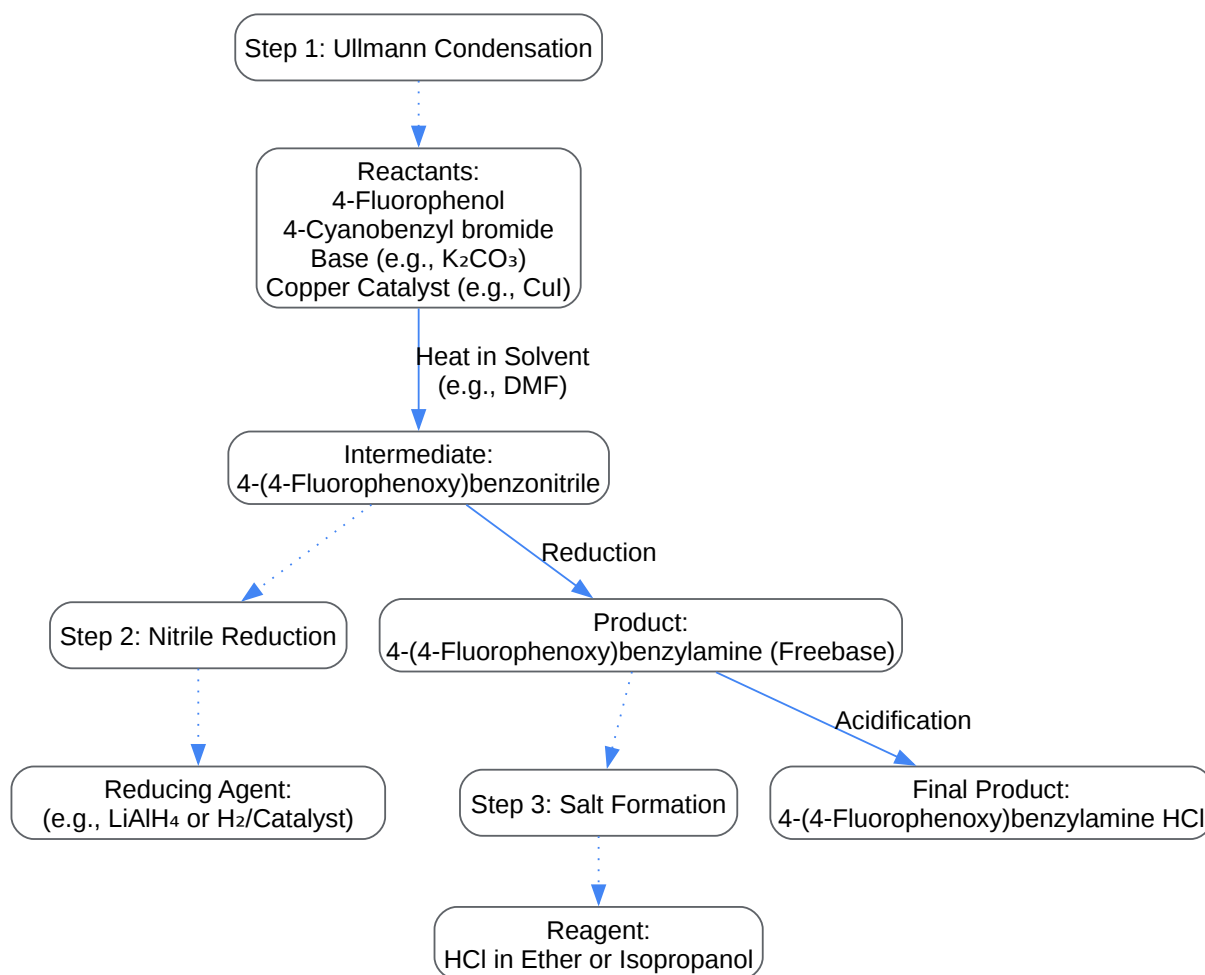 Step 1: Ullmann Condensation
Reactants:
4-Fluorophenol
4-Cyanobenzyl bromide
Base (e.g., K₂CO₃)
Copper Catalyst (e.g., CuI)
Heat in Solvent
(e.g., DMF)
Intermediate:
4-(4-Fluorophenoxy)benzonitrile
Reduction
Step 2: Nitrile Reduction
Product:
4-(4-Fluorophenoxy)benzylamine (Freebase)
Acidification
Reducing Agent:
(e.g., LiAlH₄ or H₂/Catalyst)
Step 3: Salt Formation
Final Product:
4-(4-Fluorophenoxy)benzylamine HCl
Reagent:
HCl in Ether or Isopropanol